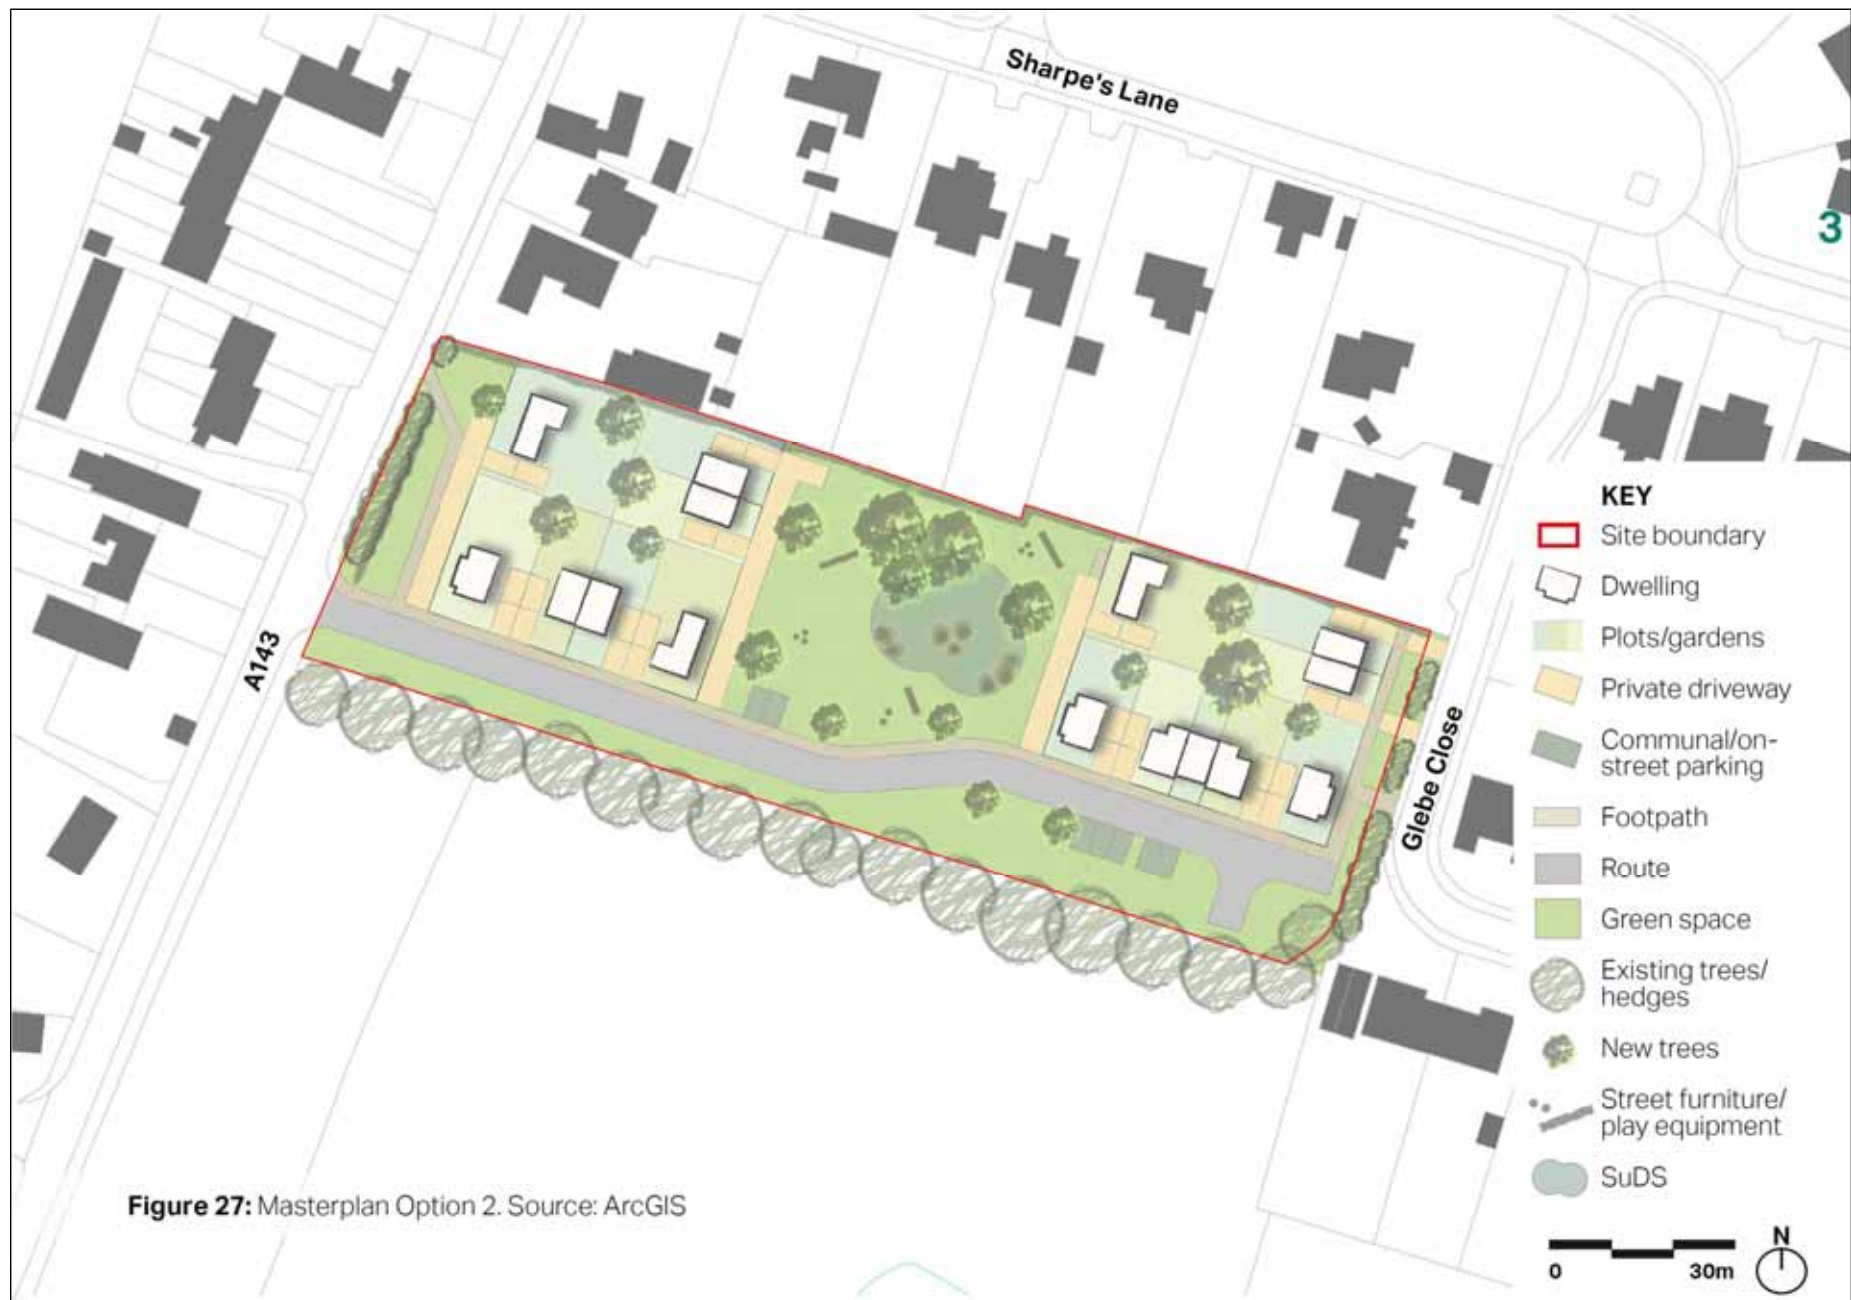 Sharpe's Lane
3
A143
Glebe Close
KEY
Site boundary
Dwelling
Plots/gardens
Private driveway
Communal/on-
street parking
Footpath
Route
Green space
Existing trees/
hedges
New trees
Street furniture/
play equipment
SuDS
Figure 27: Masterplan Option 2. Source: ArcGIS
N
0 30m